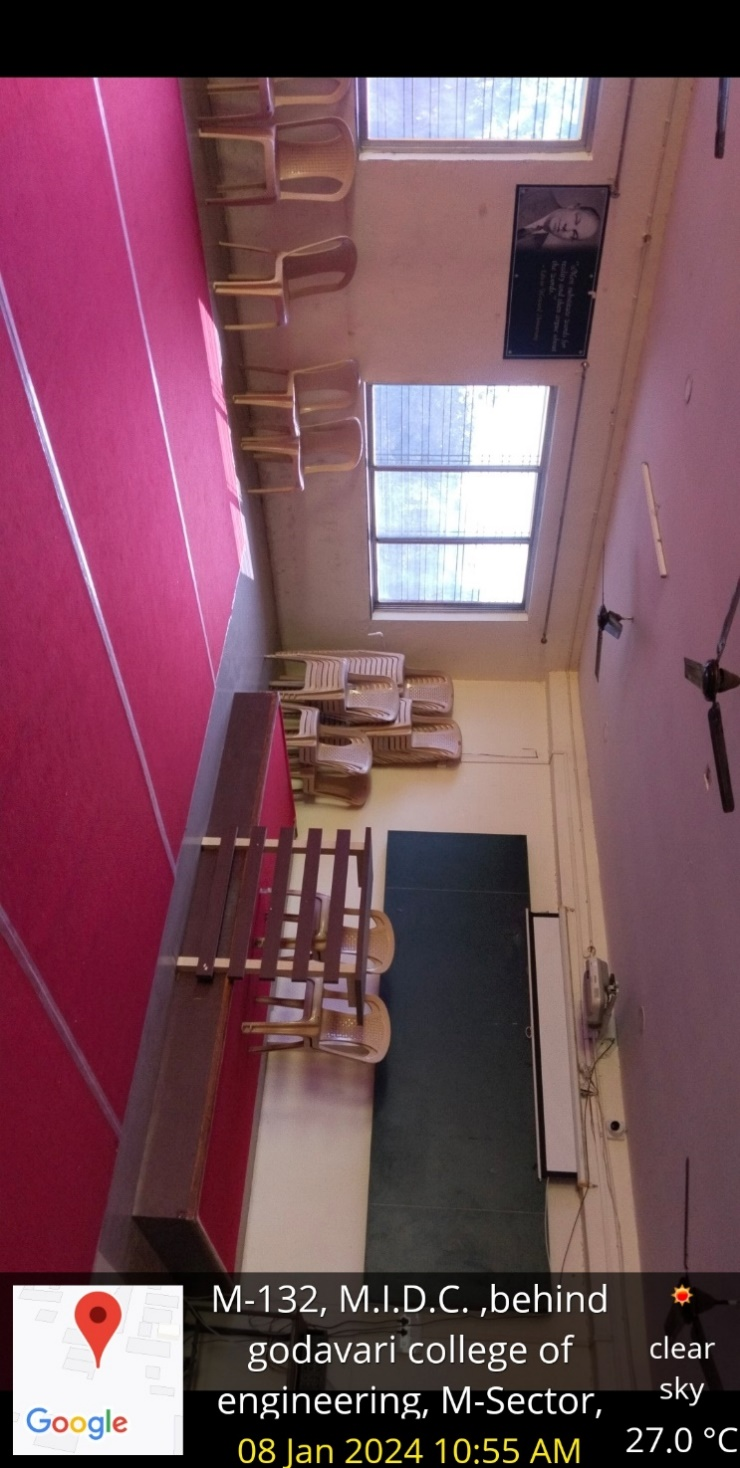 M-132, M.I.D.C. ,behind
godavari college of
engineering, M-Sector,
08 Jan 2024 10:55 AM
clear
sky
27.0 °C
Google